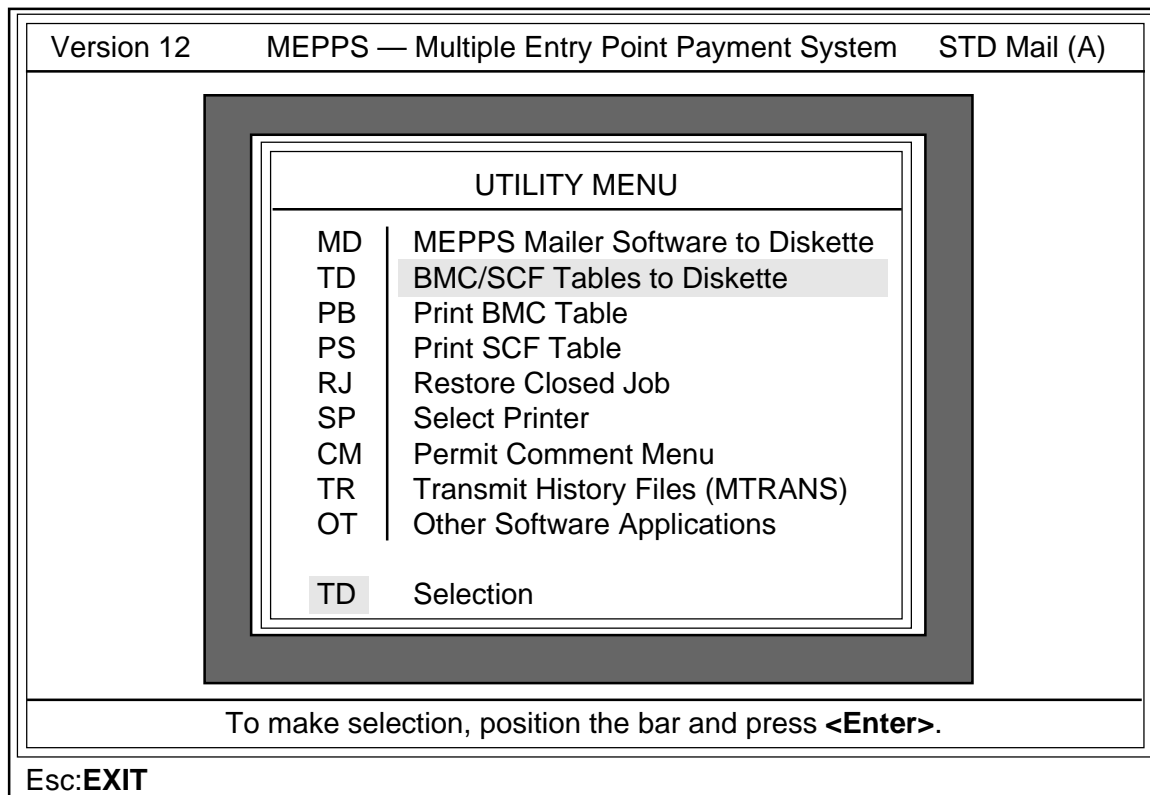 Version 12 MEPPS — Multiple Entry Point Payment System STD Mail (A)
UTILITY MENU
MD MEPPS Mailer Software to Diskette
TD BMC/SCF Tables to Diskette
PB Print BMC Table
PS Print SCF Table
RJ Restore Closed Job
SP Select Printer
CM Permit Comment Menu
TR Transmit History Files (MTRANS)
OT Other Software Applications
TD Selection
To make selection, position the bar and press <Enter>.
Esc:EXIT